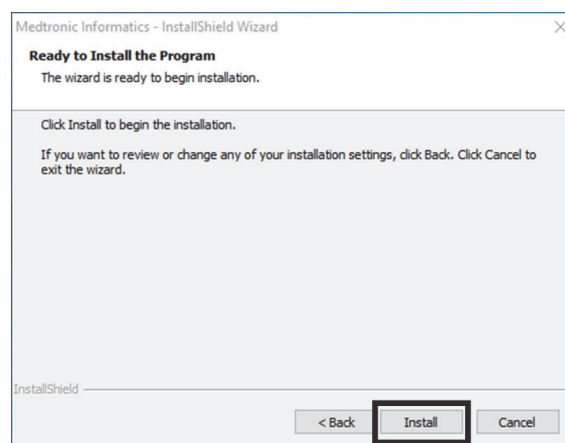 Medtronic Informatics - InstallShield Wizard
Ready to Install the Program
The wizard is ready to begin installation.
Click Install to begin the installation.
If you want to review or change any of your installation settings, click Back. Click Cancel to
exit the wizard.
InstallShield
< Back Install Cancel